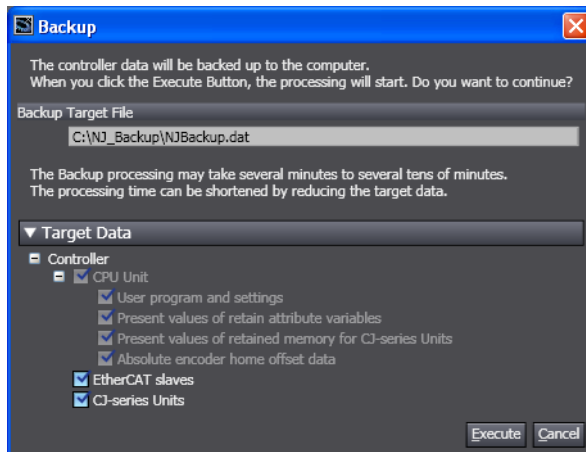 Backup
The controller data will be backed up to the computer.
When you click the Execute Button, the processing will start. Do you want to continue?
Backup Target File
C:\NJ_Backup\NJBackup.dat
The Backup processing may take several minutes to several tens of minutes.
The processing time can be shortened by reducing the target data.
Target Data
Controller
CPU Unit
User program and settings
Present values of retain attribute variables
Present values of retained memory for CJ-series Units
Absolute encoder home offset data
EtherCAT slaves
CJ-series Units
Execute Cancel